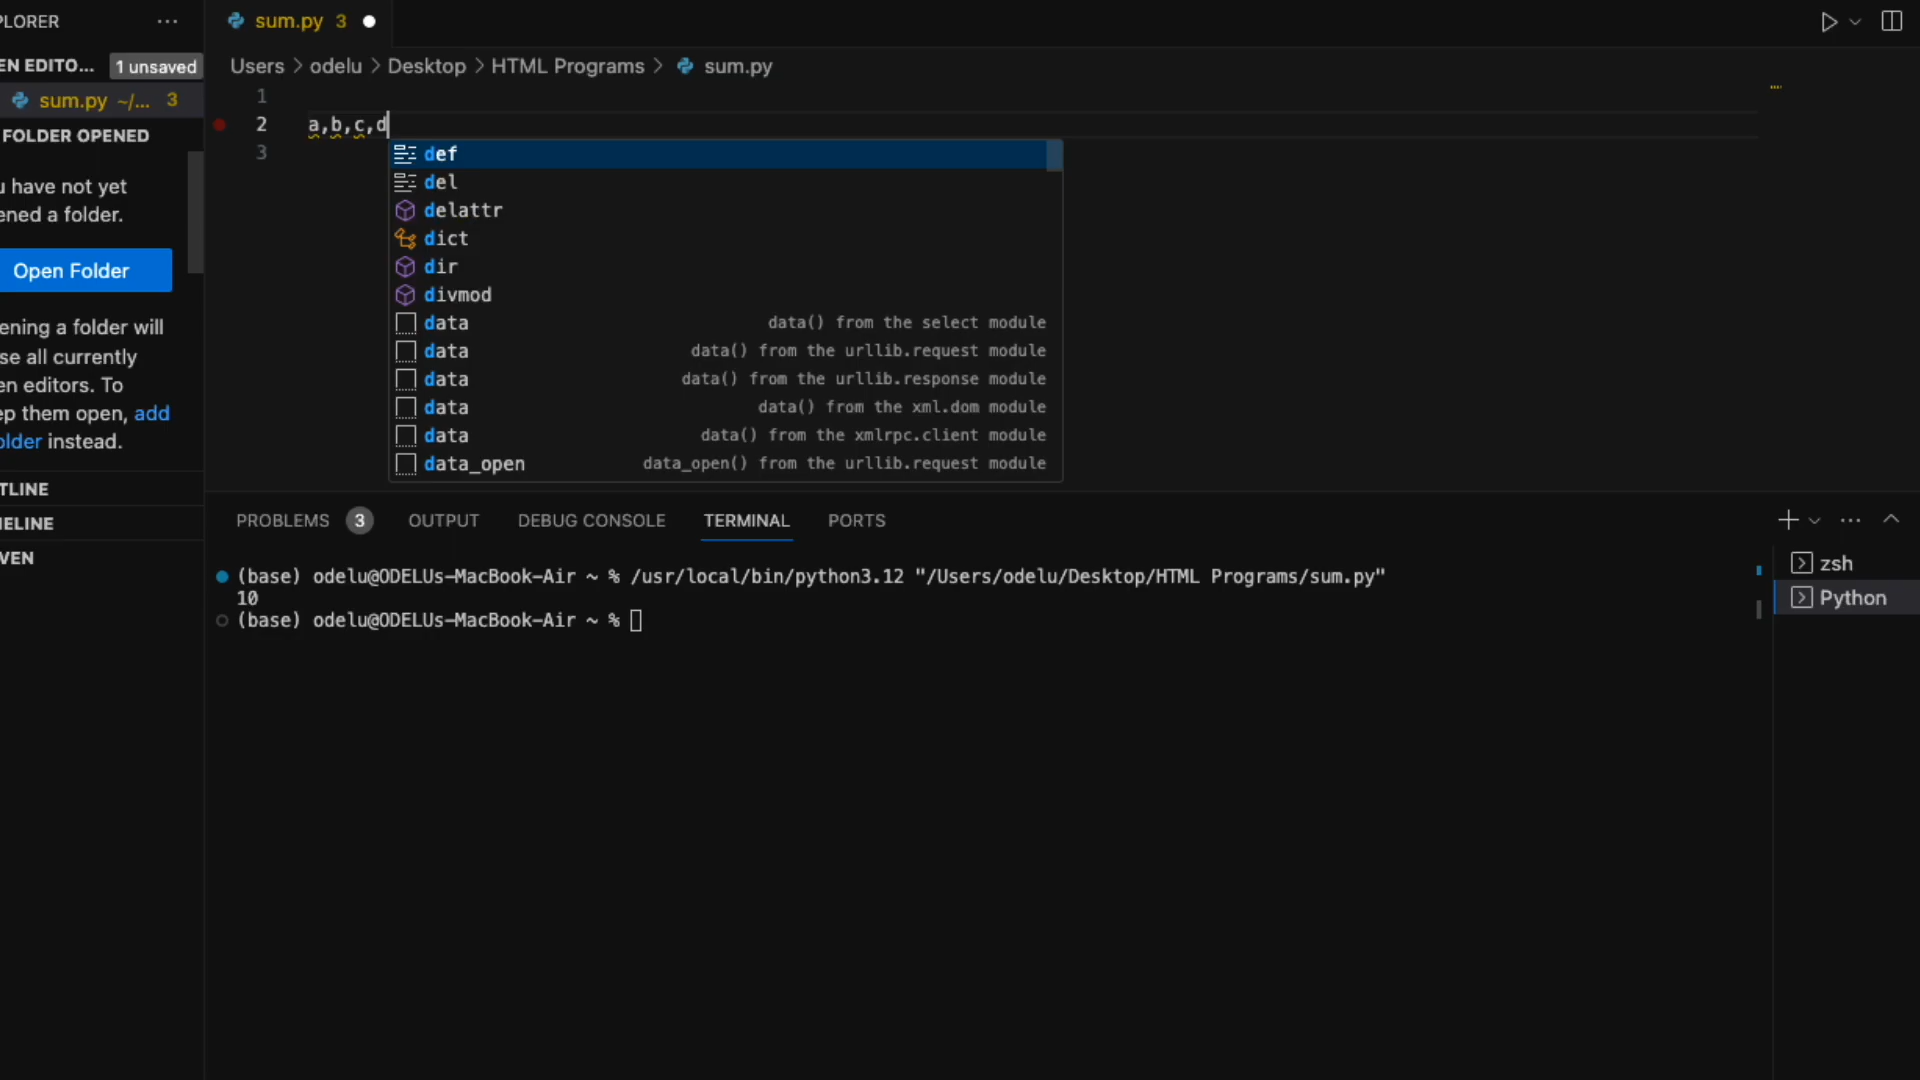 PLORER ···
sum.py 3
EN EDITO... 1 unsaved
sum.py ~/... 3
FOLDER OPENED
u have not yet
ened a folder.
Open Folder
ening a folder will
se all currently
en editors. To
ep them open, add
older instead.
TLINE
IELINE
VEN
Users > odelu > Desktop > HTML Programs > sum.py
1
2 a,b,c,d
3
def
del
delattr
dict
dir
divmod
data data() from the select module
data data() from the urllib.request module
data data() from the urllib.response module
data data() from the xml.dom module
data data() from the xmlrpc.client module
data_open data_open() from the urllib.request module
PROBLEMS 3 OUTPUT DEBUG CONSOLE TERMINAL PORTS
(base) odelu@ODELUs-MacBook-Air ~ % /usr/local/bin/python3.12 "/Users/odelu/Desktop/HTML Programs/sum.py"
10
(base) odelu@ODELUs-MacBook-Air ~ %
zsh
Python